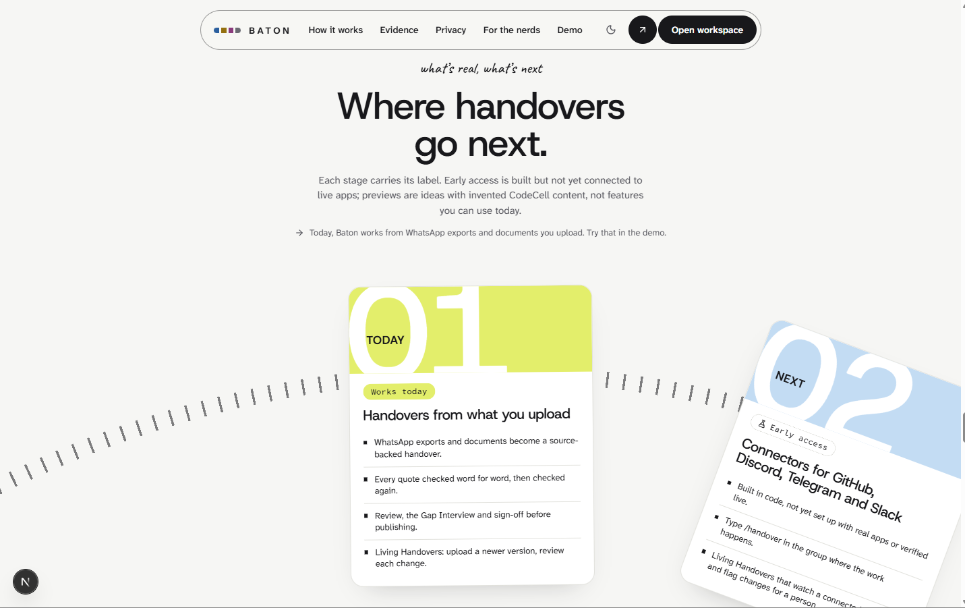 BATON How it works Evidence Privacy For the nerds Demo Open workspace
what's real, what's next
Where handovers
go next.
Each stage carries its label. Early access is built but not yet connected to
live apps; previews are ideas with invented CodeCell content, not features
you can use today.
→ Today, Baton works from WhatsApp exports and documents you upload. Try that in the demo.
01
TODAY
Works today
Handovers from what you upload
WhatsApp exports and documents become a source-
backed handover.
Every quote checked word for word, then checked
again.
Review, the Gap Interview and sign-off before
publishing.
Living Handovers: upload a newer version, review
each change.
02
NEXT
Early access
Connectors for GitHub,
Discord, Telegram and Slack
Built in code, not yet set up with real apps or verified
live.
Type /handover in the group where the work
happens.
Living Handovers that watch a
and flag changes for a person
N